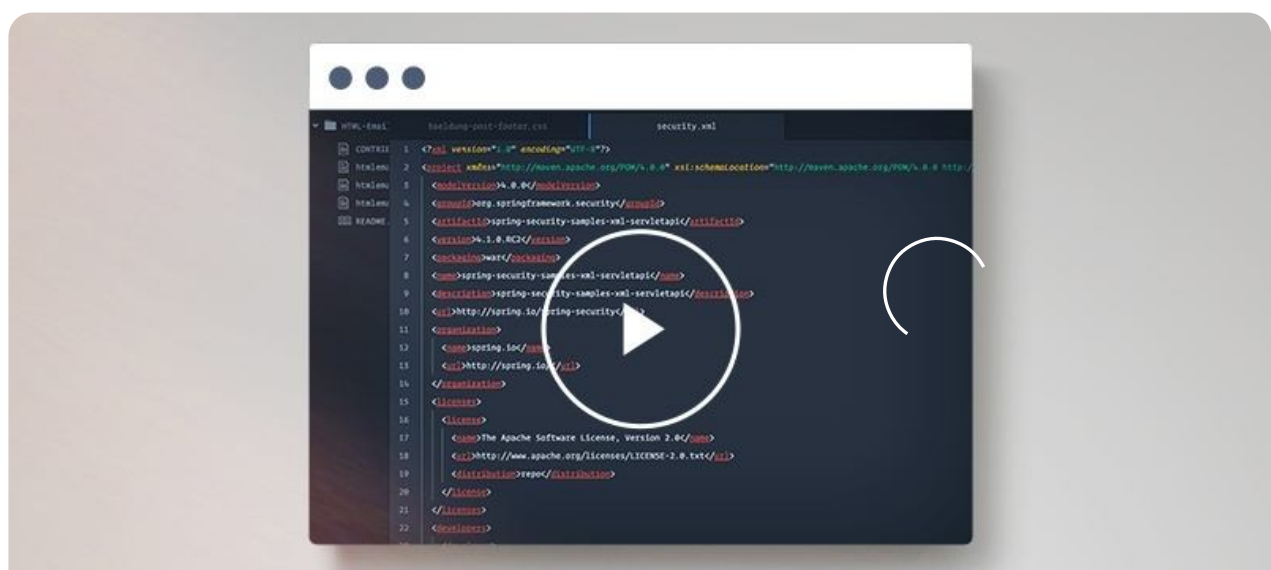 HTML-Emai
baeldung-post-footer.css
security.xml
CONTRIB
htmlema
htmlema
htmlema
README.
1 <?xml version="1.0" encoding="UTF-8"?>
2 <project xmlns="http://maven.apache.org/POM/4.0.0" xsi:schemaLocation="http://maven.apache.org/POM/4.0.0 http:/
3 <modelVersion>4.0.0</modelVersion>
4 <groupId>org.springframework.security</groupId>
5 <artifactId>spring-security-samples-xml-servletapi</artifactId>
6 <version>4.1.0.RC2</version>
7 <packaging>war</packaging>
8 <name>spring-security-samples-xml-servletapi</name>
9 <description>spring-security-samples-xml-servletapi</description>
10 <url>http://spring.io/spring-security</url>
11 <organization>
12 <name>spring.io</name>
13 <url>http://spring.io/</url>
14 </organization>
15 <licenses>
16 <license>
17 <name>The Apache Software License, Version 2.0</name>
18 <url>http://www.apache.org/licenses/LICENSE-2.0.txt</url>
19 <distribution>repo</distribution>
20 </license>
21 </licenses>
22 <developers>